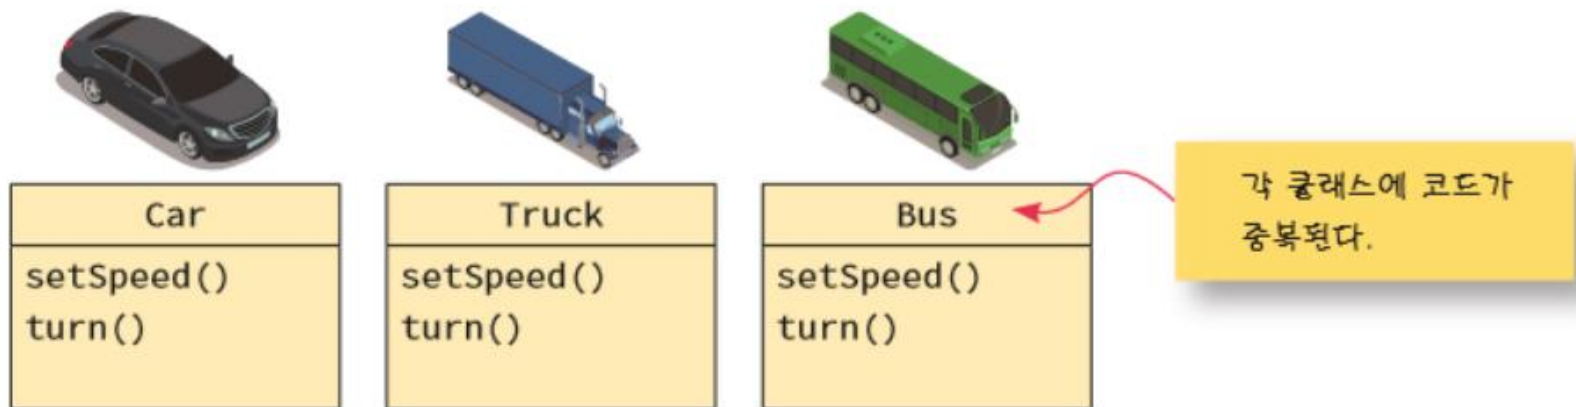 Car
setSpeed()
turn()
Truck
setSpeed()
turn()
Bus
setSpeed()
turn()
각 클래스에 코드가
중복된다.